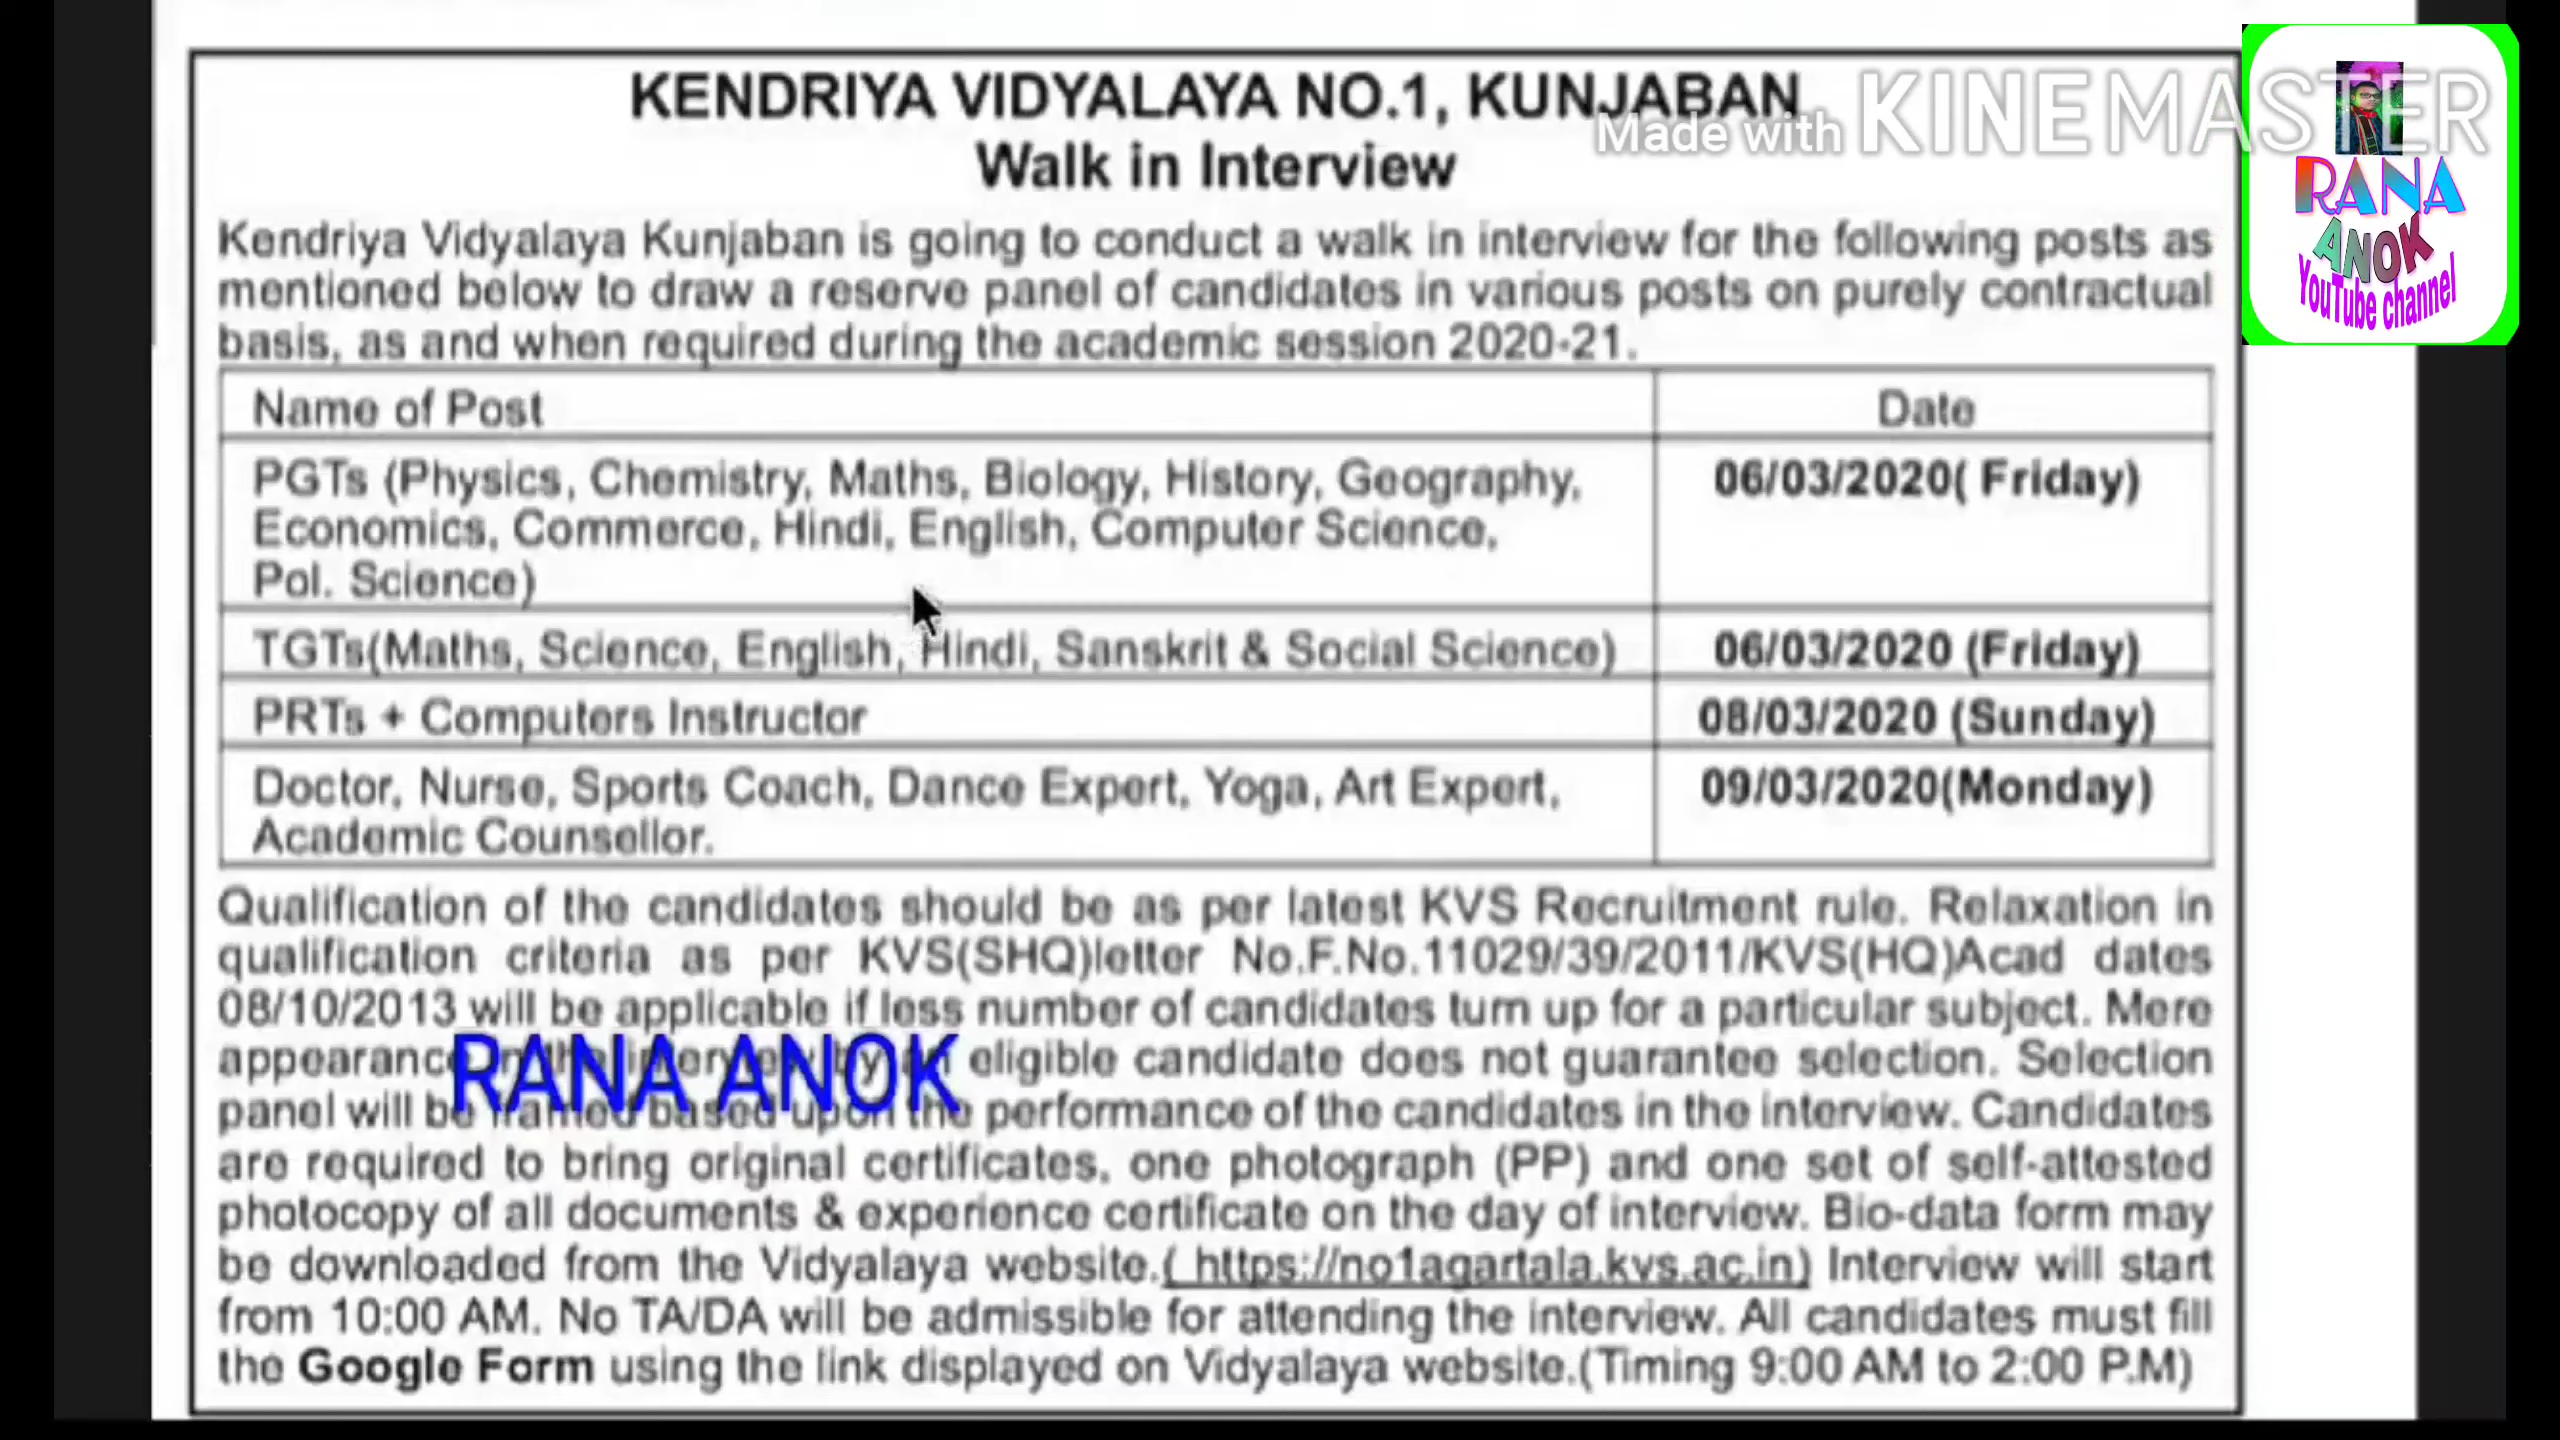 KENDRIYA VIDYALAYA NO.1, KUNJABAN
Walk in Interview
Made with KINEMASTER
RANA
ANOK
YouTube channel
Kendriya Vidyalaya Kunjaban is going to conduct a walk in interview for the following posts as
mentioned below to draw a reserve panel of candidates in various posts on purely contractual
basis, as and when required during the academic session 2020-21.
Name of Post Date
PGTs (Physics, Chemistry, Maths, Biology, History, Geography, 06/03/2020( Friday)
Economics, Commerce, Hindi, English, Computer Science,
Pol. Science)
TGTs(Maths, Science, English, Hindi, Sanskrit & Social Science) 06/03/2020 (Friday)
PRTs + Computers Instructor 08/03/2020 (Sunday)
Doctor, Nurse, Sports Coach, Dance Expert, Yoga, Art Expert, 09/03/2020(Monday)
Academic Counsellor.
Qualification of the candidates should be as per latest KVS Recruitment rule. Relaxation in
qualification criteria as per KVS(SHQ)letter No.F.No.11029/39/2011/KVS(HQ)Acad dates
08/10/2013 will be applicable if less number of candidates turn up for a particular subject. Mere
appearance eligible candidate does not guarantee selection. Selection
RANA ANOK
panel will be framed based upon the performance of the candidates in the interview. Candidates
are required to bring original certificates, one photograph (PP) and one set of self-attested
photocopy of all documents & experience certificate on the day of interview. Bio-data form may
be downloaded from the Vidyalaya website.( https://no1agartala.kvs.ac.in) Interview will start
from 10:00 AM. No TA/DA will be admissible for attending the interview. All candidates must fill
the Google Form using the link displayed on Vidyalaya website.(Timing 9:00 AM to 2:00 P.M)